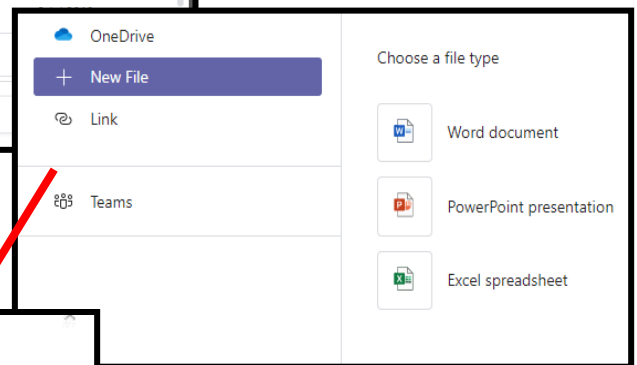 OneDrive
New File
Link
Teams
Choose a file type
Word document
PowerPoint presentation
Excel spreadsheet